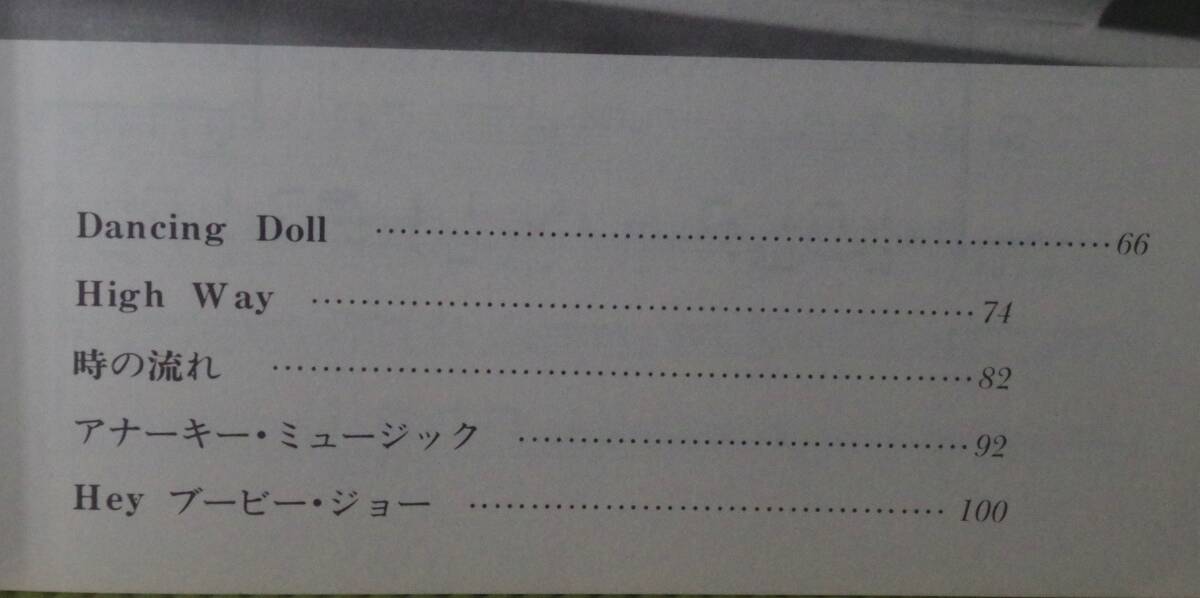 Dancing Doll ……………………………………………………66
High Way ………………………………………………74
時の流れ …………………………………………………82
アナーキー・ミュージック ………………………………92
Hey ブービー・ジョー ………………………………… 100